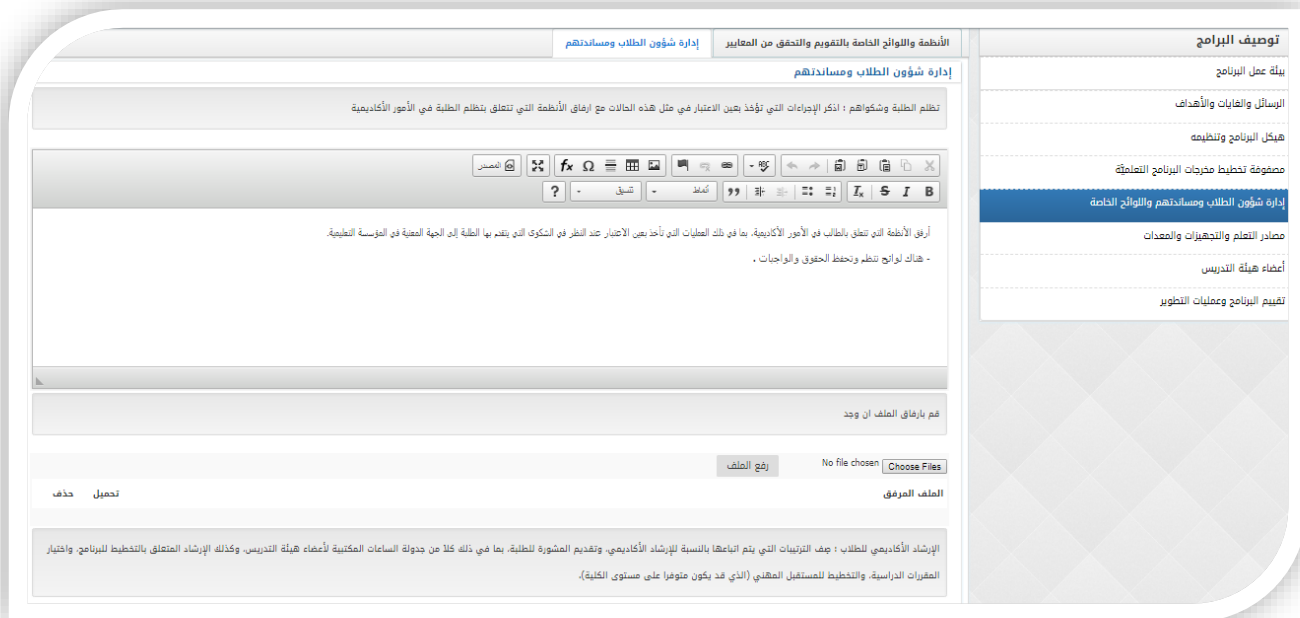 توصيف البرامج
بيئة عمل البرنامج
الرسائل والغايات والأهداف
هيكل البرنامج وتنظيمه
مصفوفة تخطيط مخرجات البرنامج التعلميَّة
إدارة شؤون الطلاب ومساندتهم واللوائح الخاصة
مصادر التعلم والتجهيزات والمعدات
أعضاء هيئة التدريس
تقييم البرنامج وعمليات التطوير
الأنظمة واللوائح الخاصة بالتقويم والتحقق من المعايير
إدارة شؤون الطلاب ومساندتهم
إدارة شؤون الطلاب ومساندتهم
تظلم الطلبة وشكواهم : اذكر الإجراءات التي تؤخذ بعين الاعتبار في مثل هذه الحالات مع ارفاق الأنظمة التي تتعلق بتظلم الطلبة في الأمور الأكاديمية
ABC Ω fx المصدر
B I S Ix أنماط تنسيق ?
أرفق الأنظمة التي تتعلق بالطالب في الأمور الأكاديمية، بما في ذلك العمليات التي تأخذ بعين الاعتبار عند النظر في الشكوى التي يتقدم بها الطلبة إلى الجهة المعنية في المؤسسة التعليمية.
- هناك لوائح تنظم وتحفظ الحقوق والواجبات .
قم بارفاق الملف ان وجد
Choose Files No file chosen رفع الملف
الملف المرفق تحميل حذف
الإرشاد الأكاديمي للطلاب : صِف الترتيبات التي يتم اتباعها بالنسبة للإرشاد الأكاديمي، وتقديم المشورة للطلبة، بما في ذلك كلاً من جدولة الساعات المكتبية لأعضاء هيئة التدريس، وكذلك الإرشاد المتعلق بالتخطيط للبرنامج، واختيار
المقررات الدراسية، والتخطيط للمستقبل المهني (الذي قد يكون متوفرا على مستوى الكلية).